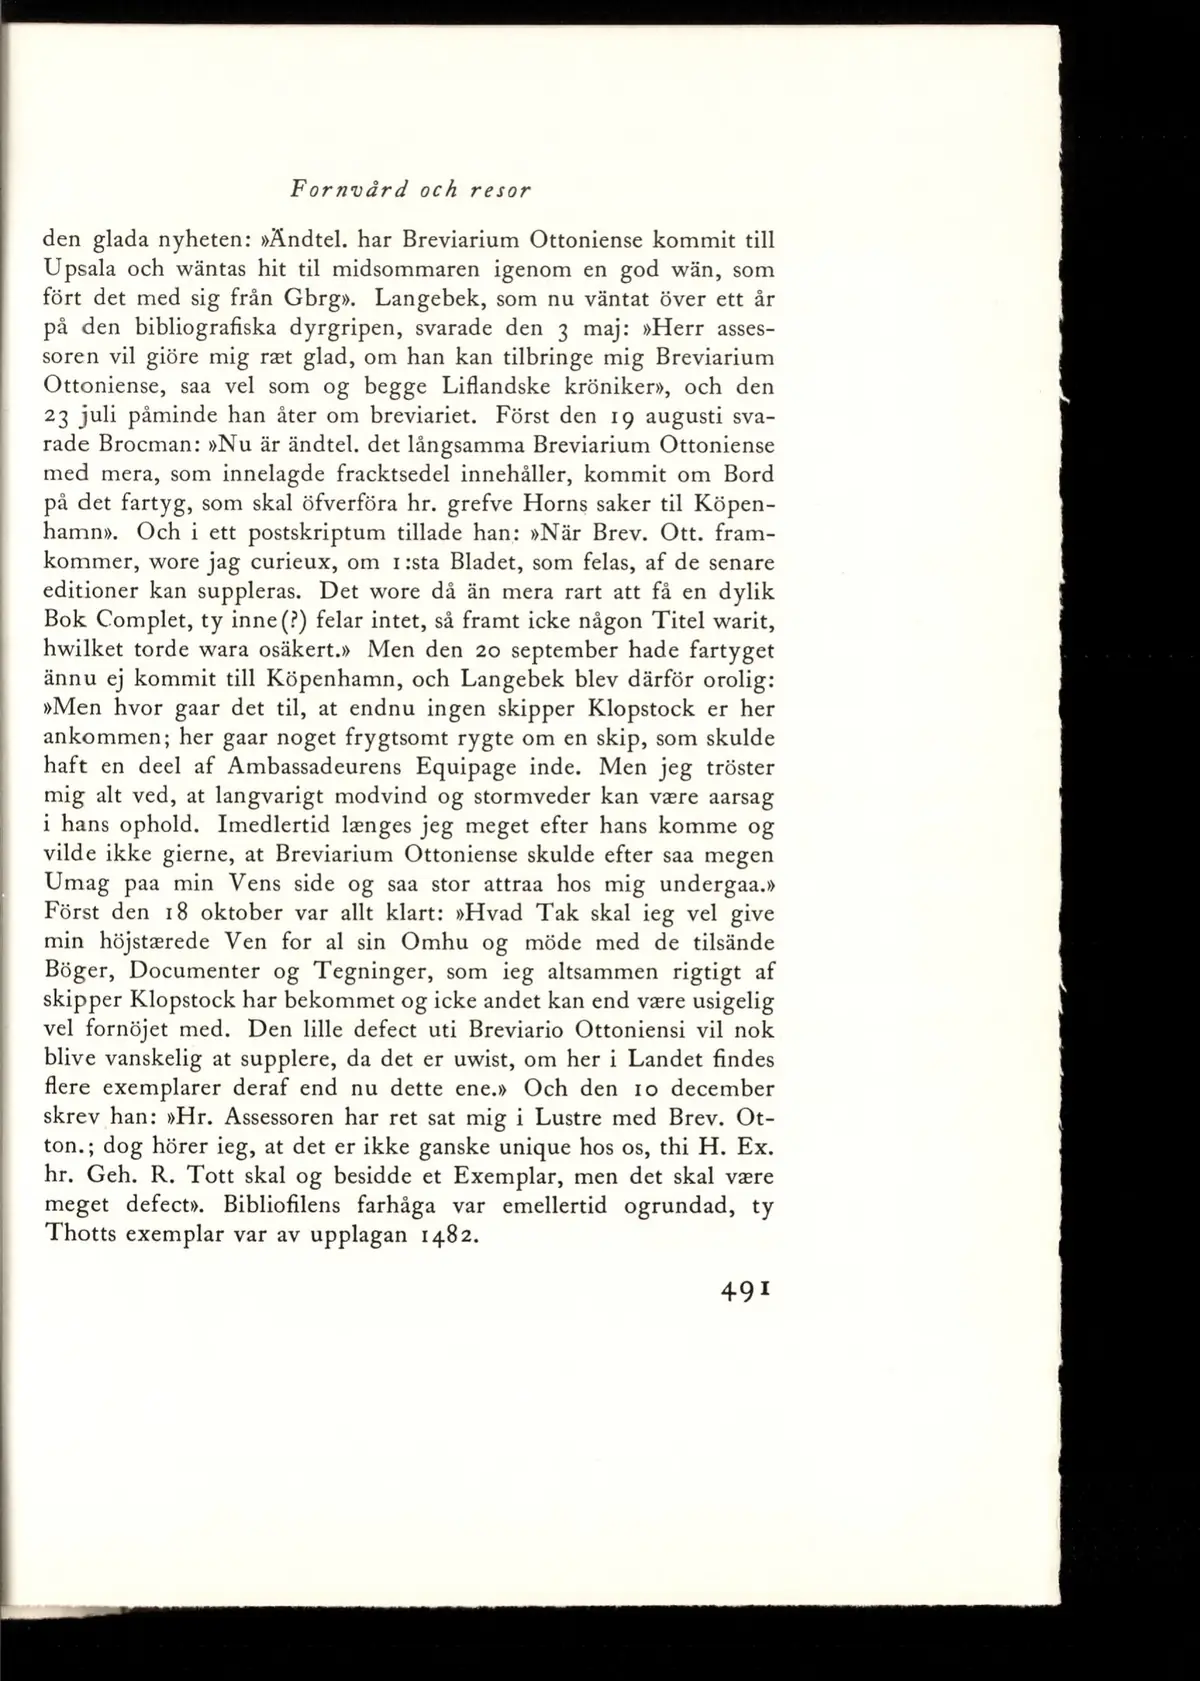 Fornvård och resor
den glada nyheten: »Ändtel. har Breviarium Ottoniense kommit till
Upsala och wäntas hit til midsommaren igenom en god wän, som
fört det med sig från Gbrg». Langebek, som nu väntat över ett år
på den bibliografiska dyrgripen, svarade den 3 maj: »Herr asses-
soren vil giöre mig ræt glad, om han kan tilbringe mig Breviarium
Ottoniense, saa vel som og begge Liflandske kröniker», och den
23 juli påminde han åter om breviariet. Först den 19 augusti sva-
rade Brocman: »Nu är ändtel. det långsamma Breviarium Ottoniense
med mera, som innelagde fracktsedel innehåller, kommit om Bord
på det fartyg, som skal öfverföra hr. grefve Horns saker til Köpen-
hamn». Och i ett postskriptum tillade han: »När Brev. Ott. fram-
kommer, wore jag curieux, om 1:sta Bladet, som felas, af de senare
editioner kan suppleras. Det wore då än mera rart att få en dylik
Bok Complet, ty inne(?) felar intet, så framt icke någon Titel warit,
hwilket torde wara osäkert.» Men den 20 september hade fartyget
ännu ej kommit till Köpenhamn, och Langebek blev därför orolig:
»Men hvor gaar det til, at endnu ingen skipper Klopstock er her
ankommen; her gaar noget frygtsomt rygte om en skip, som skulde
haft en deel af Ambassadeurens Equipage inde. Men jeg tröster
mig alt ved, at langvarigt modvind og stormveder kan være aarsag
i hans ophold. Imedlertid længes jeg meget efter hans komme og
vilde ikke gierne, at Breviarium Ottoniense skulde efter saa megen
Umag paa min Vens side og saa stor attraa hos mig undergaa.»
Först den 18 oktober var allt klart: »Hvad Tak skal ieg vel give
min höjstærede Ven for al sin Omhu og möde med de tilsände
Böger, Documenter og Tegninger, som ieg altsammen rigtigt af
skipper Klopstock har bekommet og icke andet kan end være usigelig
vel fornöjet med. Den lille defect uti Breviario Ottoniensi vil nok
blive vanskelig at supplere, da det er uwist, om her i Landet findes
flere exemplarer deraf end nu dette ene.» Och den 10 december
skrev han: »Hr. Assessoren har ret sat mig i Lustre med Brev. Ot-
ton.; dog hörer ieg, at det er ikke ganske unique hos os, thi H. Ex.
hr. Geh. R. Tott skal og besidde et Exemplar, men det skal være
meget defect». Bibliofilens farhåga var emellertid ogrundad, ty
Thotts exemplar var av upplagan 1482.
491